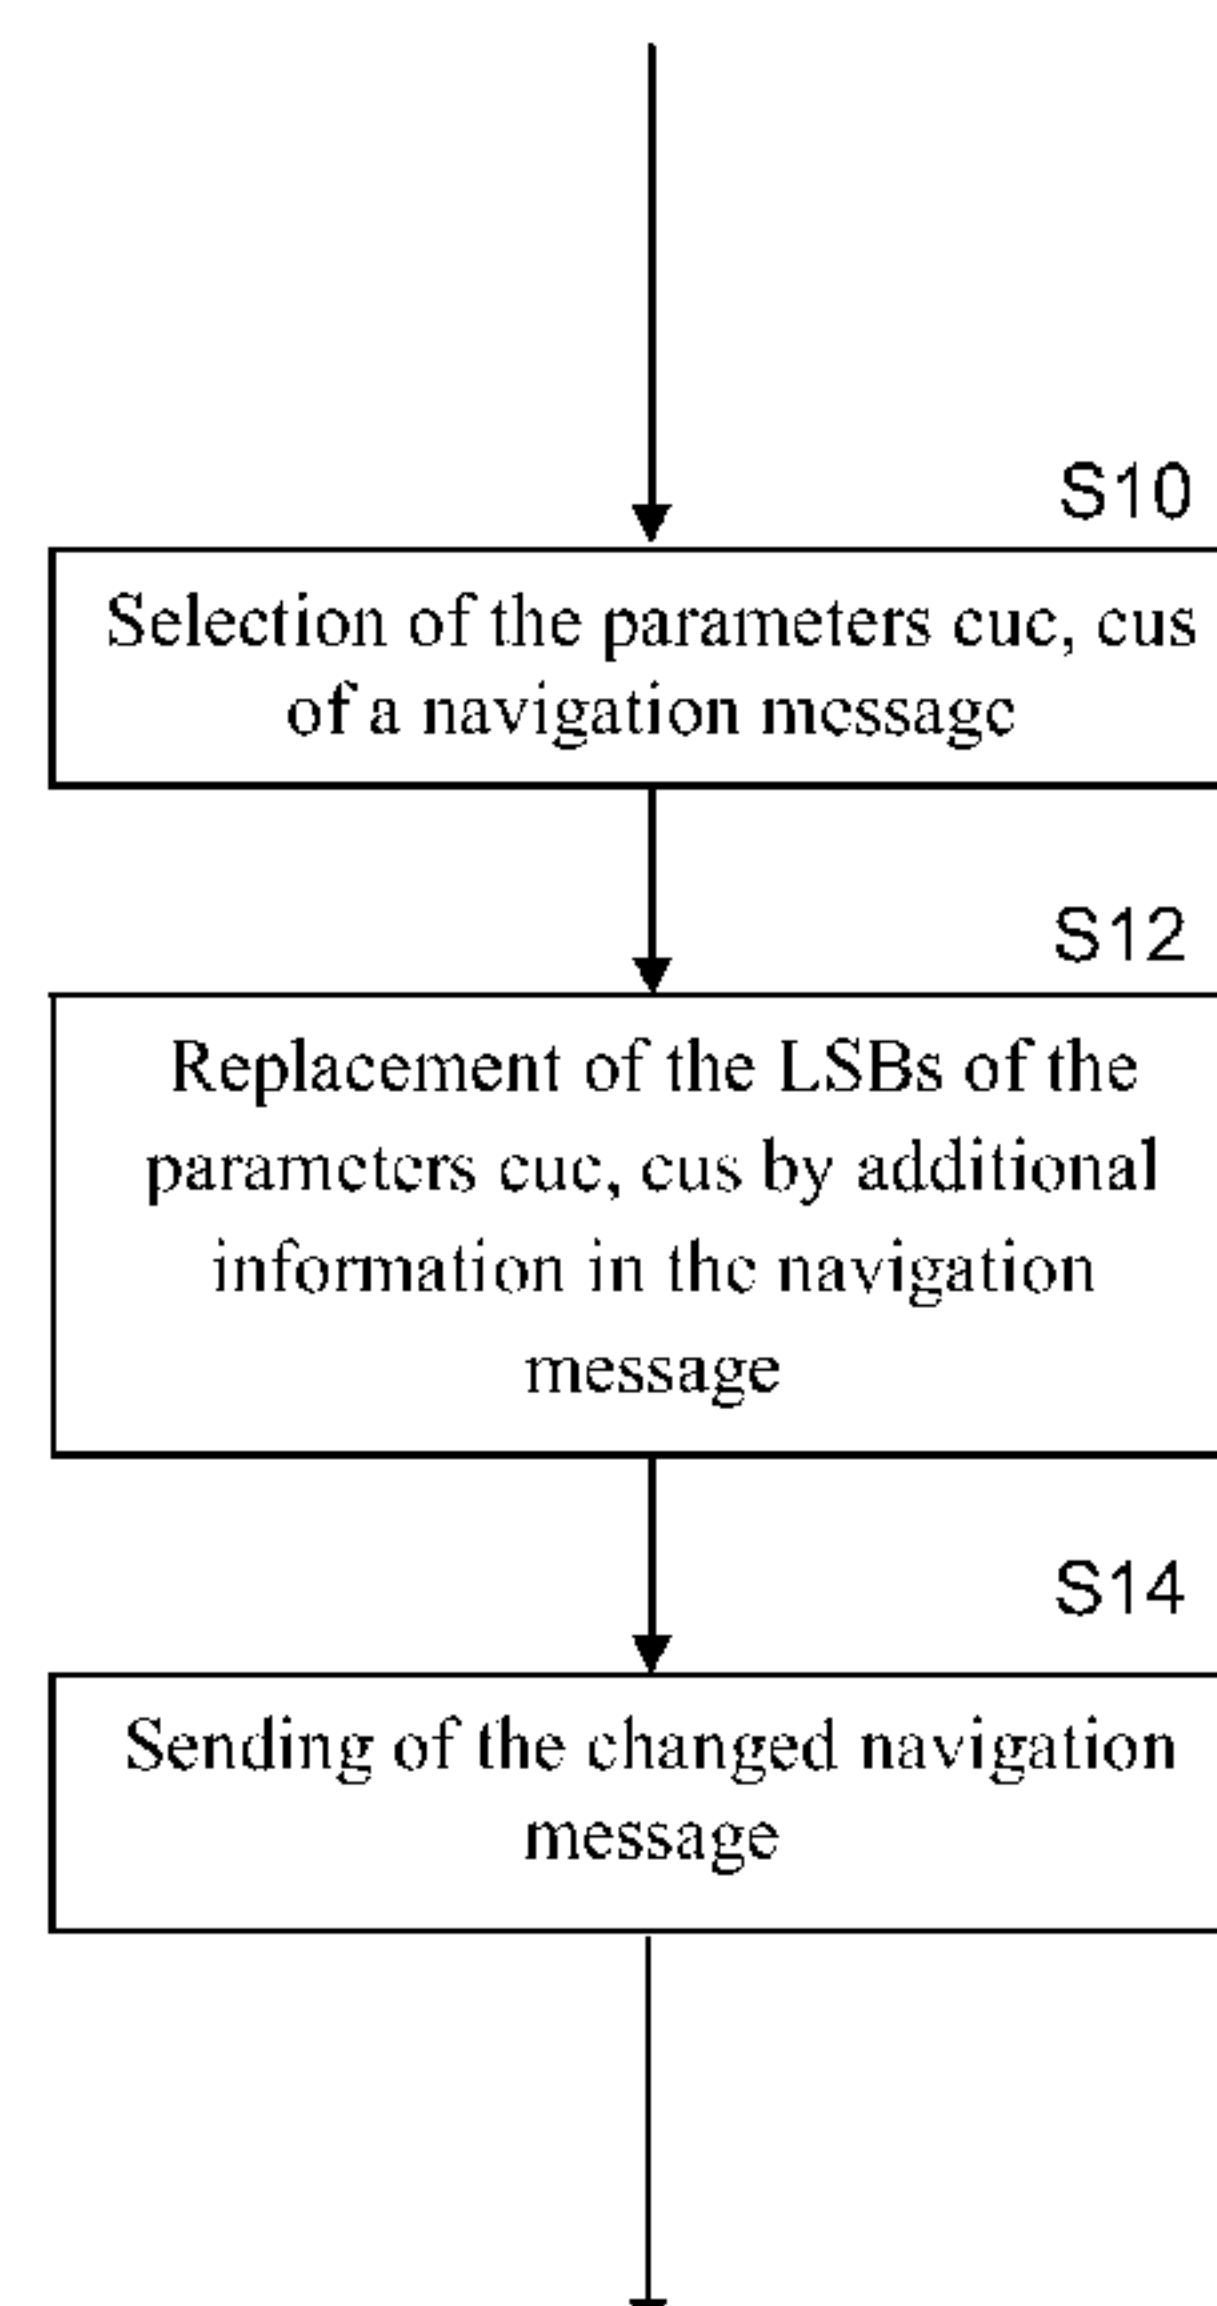 S10
Selection of the parameters cuc, cus
of a navigation message
S12
Replacement of the LSBs of the
parameters cuc, cus by additional
information in the navigation
message
S14
Sending of the changed navigation
message